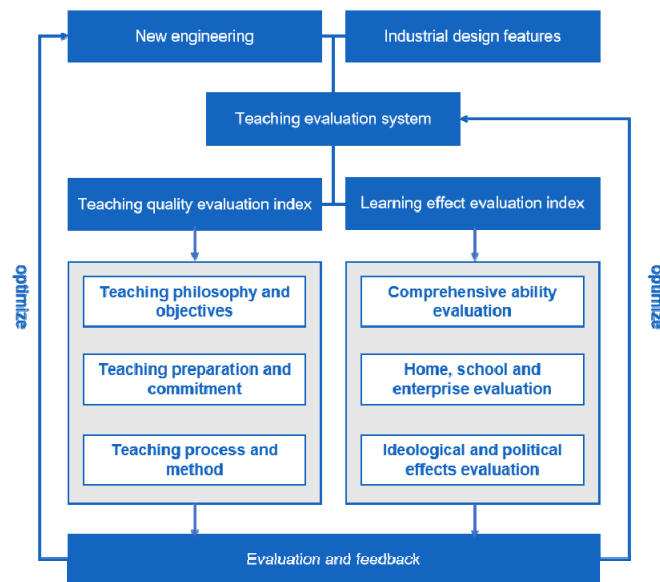 New engineering
Industrial design features
Teaching evaluation system
Teaching quality evaluation index
Learning effect evaluation index
optimize
Teaching philosophy and
objectives
Comprehensive ability
evaluation
optimize
Teaching preparation and
commitment
Home, school and
enterprise evaluation
Teaching process and
method
Ideological and political
effects evaluation
Evaluation and feedback